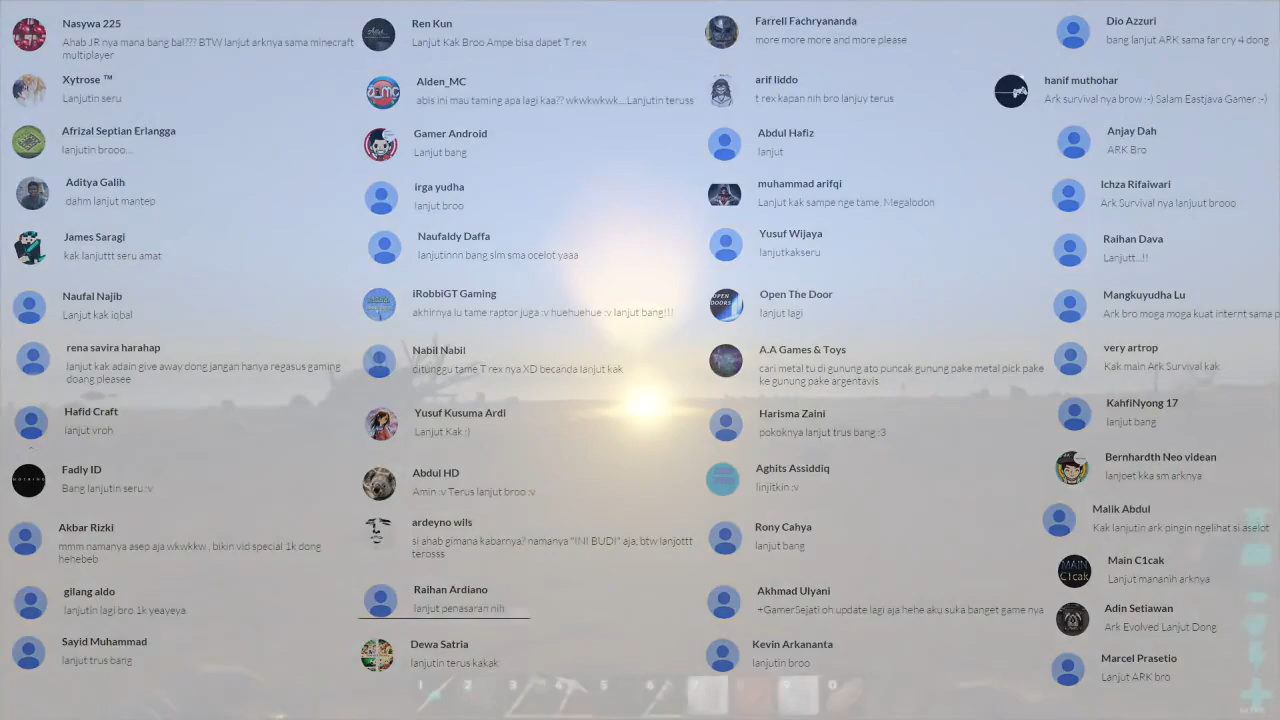 Nasywa 225
Ahab JR nya mana bang bal??? BTW lanjut arknya sama minecraft
multiplayer
Xytrose ™
Lanjutin seru
Afrizal Septian Erlangga
lanjutin brooo...
Aditya Galih
dahm lanjut mantep
James Saragi
kak lanjuttt seru amat
Naufal Najib
Lanjut kak iqbal
rena savira harahap
lanjut kak adain give away dong jangan hanya regasus gaming
doang pleasee
Hafid Craft
lanjut vroh
Fadly ID
Bang lanjutin seru :v
Akbar Rizki
mmm namanya asep aja wkwkkw , bikin vid special 1k dong
hehebeb
gilang aldo
lanjutin lagi bro 1k yeayeya.
Sayid Muhammad
lanjut trus bang
Ren Kun
Lanjut Kak Broo Ampe bisa dapet T rex
Alden_MC
abis ini mau taming apa lagi kaa?? wkwkwkwk....Lanjutin teruss
Gamer Android
Lanjut bang
irga yudha
lanjut broo
Naufaldy Daffa
lanjutinnn bang slm sma ocelot yaaa
iRobbiGT Gaming
akhirnya lu tame raptor juga :v huehuehue :v lanjut bang!!!
Nabil Nabil
ditunggu tame T rex nya XD becanda lanjut kak
Yusuf Kusuma Ardi
Lanjut Kak :)
Abdul HD
Amin :v Terus lanjut broo :v
ardeyno wils
si ahab gimana kabarnya? namanya "INI BUDI" aja, btw lanjottt
terosss
Raihan Ardiano
lanjut penasaran nih
Dewa Satria
lanjutin terus kakak
Farrell Fachryananda
more more more and more please
arif liddo
t rex kapan nih bro lanjuy terus
Abdul Hafiz
lanjut
muhammad arifqi
Lanjut kak sampe nge tame. Megalodon
Yusuf Wijaya
lanjutkakseru
Open The Door
lanjut lagi
OPEN
DOORS
A.A Games & Toys
cari metal tu di gunung ato puncak gunung pake metal pick pake
ke gunung pake argentavis
Harisma Zaini
pokoknya lanjut trus bang :3
Aghits Assiddiq
linjitkin :v
Rony Cahya
lanjut bang
Akhmad Ulyani
+GamerSejati oh update lagi aja hehe aku suka banget game nya
Kevin Arkananta
lanjutin broo
Dio Azzuri
bang lanjut ARK sama far cry 4 dong
hanif muthohar
Ark survival nya brow :-) Salam Eastjava Gamer :-)
Anjay Dah
ARK Bro
Ichza Rifaiwari
Ark Survival nya lanjuut brooo
Raihan Dava
Lanjutt...!!
Mangkuyudha Lu
Ark bro moga moga kuat internt sama p
very artrop
Kak main Ark Survival kak
KahfiNyong 17
lanjut bang
Bernhardth Neo videan
lanjoet kka sm arknya
Malik Abdul
Kak lanjutin ark pingin ngelihat si aselot
Main C1cak
Lanjut mananih arknya
MAIN
C1cak
Adin Setiawan
Ark Evolved Lanjut Dong
Marcel Prasetio
Lanjut ARK bro
1 2 3 4 5 6 7 8 9 0